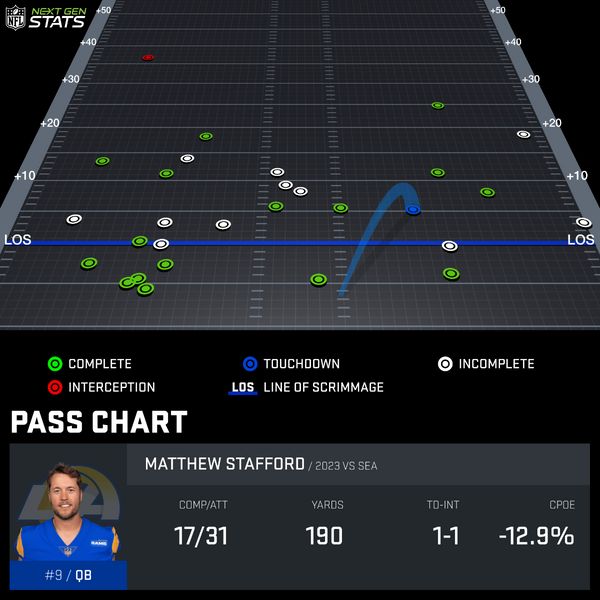 NFL NEXT GEN STATS
+50 +50
+40 +40
+30 +30
+20 +20
+10 +10
LOS LOS
COMPLETE TOUCHDOWN INCOMPLETE
INTERCEPTION LOS LINE OF SCRIMMAGE
PASS CHART
MATTHEW STAFFORD / 2023 VS SEA
COMP/ATT YARDS TD-INT CPOE
17/31 190 1-1 -12.9%
#9 / QB